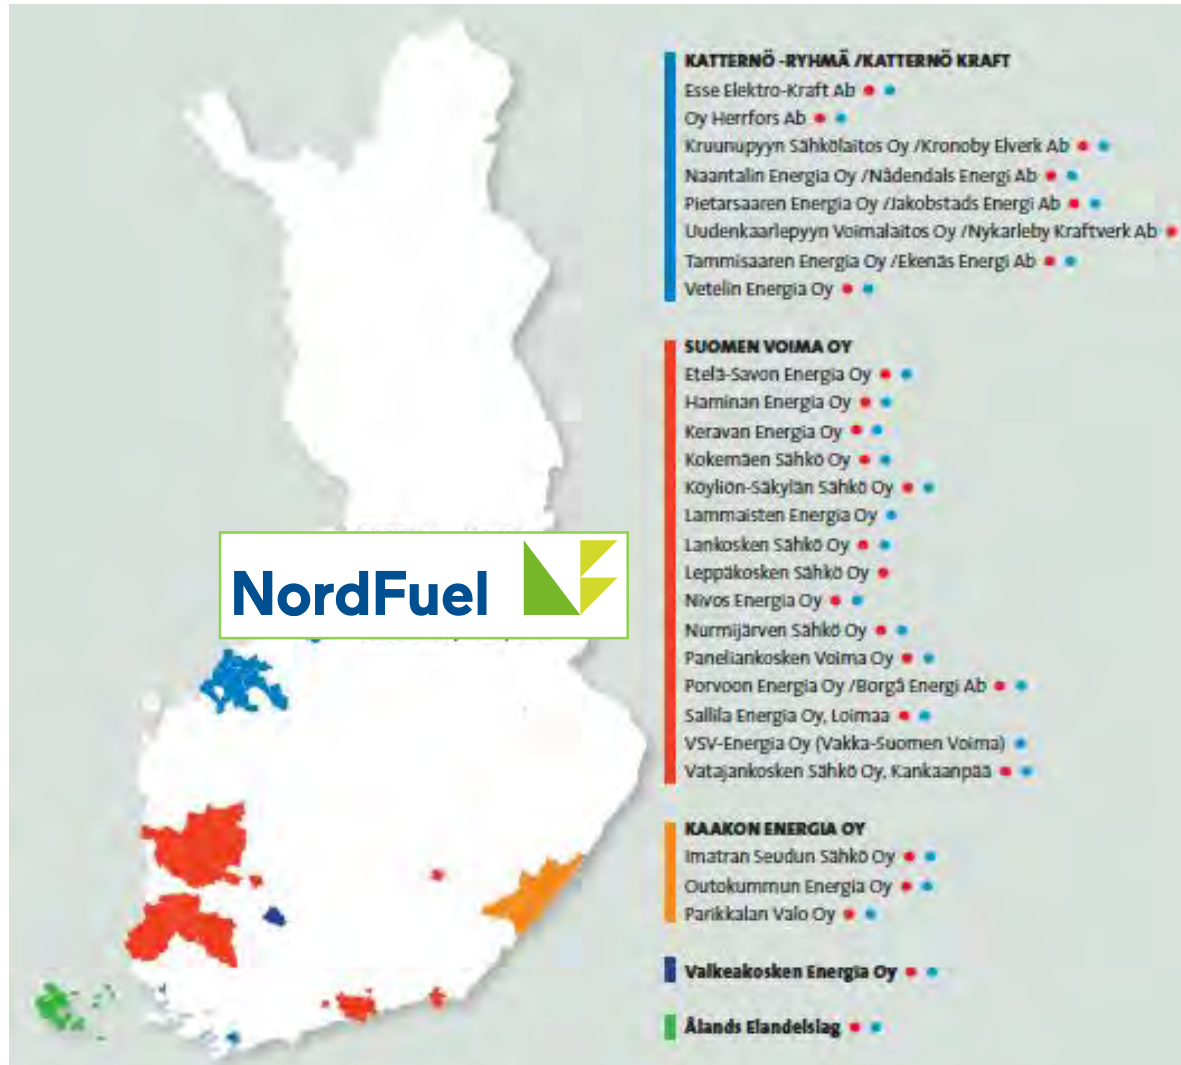 KATTERNÖ -RYHMÄ /KATTERNÖ KRAFT
Esse Elektro-Kraft Ab
Oy Herrfors Ab
Kruunupyyn Sähkölaitos Oy /Kronoby Elverk Ab
Naantalin Energia Oy /Nådendals Energi Ab
Pietarsaaren Energia Oy /Jakobstads Energi Ab
Uudenkaarlepyyn Voimalaitos Oy /Nykarleby Kraftverk Ab
Tammisaaren Energia Oy /Ekenäs Energi Ab
Vetelin Energia Oy
SUOMEN VOIMA OY
Etelä-Savon Energia Oy
Haminan Energia Oy
Keravan Energia Oy
Kokemäen Sähkö Oy
Köyliön-Säkylän Sähkö Oy
Lammaisten Energia Oy
Lankosken Sähkö Oy
Leppäkosken Sähkö Oy
Nivos Energia Oy
Nurmijärven Sähkö Oy
Paneliankosken Voima Oy
Porvoon Energia Oy /Borgå Energi Ab
Sallila Energia Oy, Loimaa
VSV-Energia Oy (Vakka-Suomen Voima)
Vatajankosken Sähkö Oy, Kankaanpää
KAAKON ENERGIA OY
Imatran Seudun Sähkö Oy
Outokummun Energia Oy
Parikkalan Valo Oy
Valkeakosken Energia Oy
Ålands Elandelslag
NordFuel